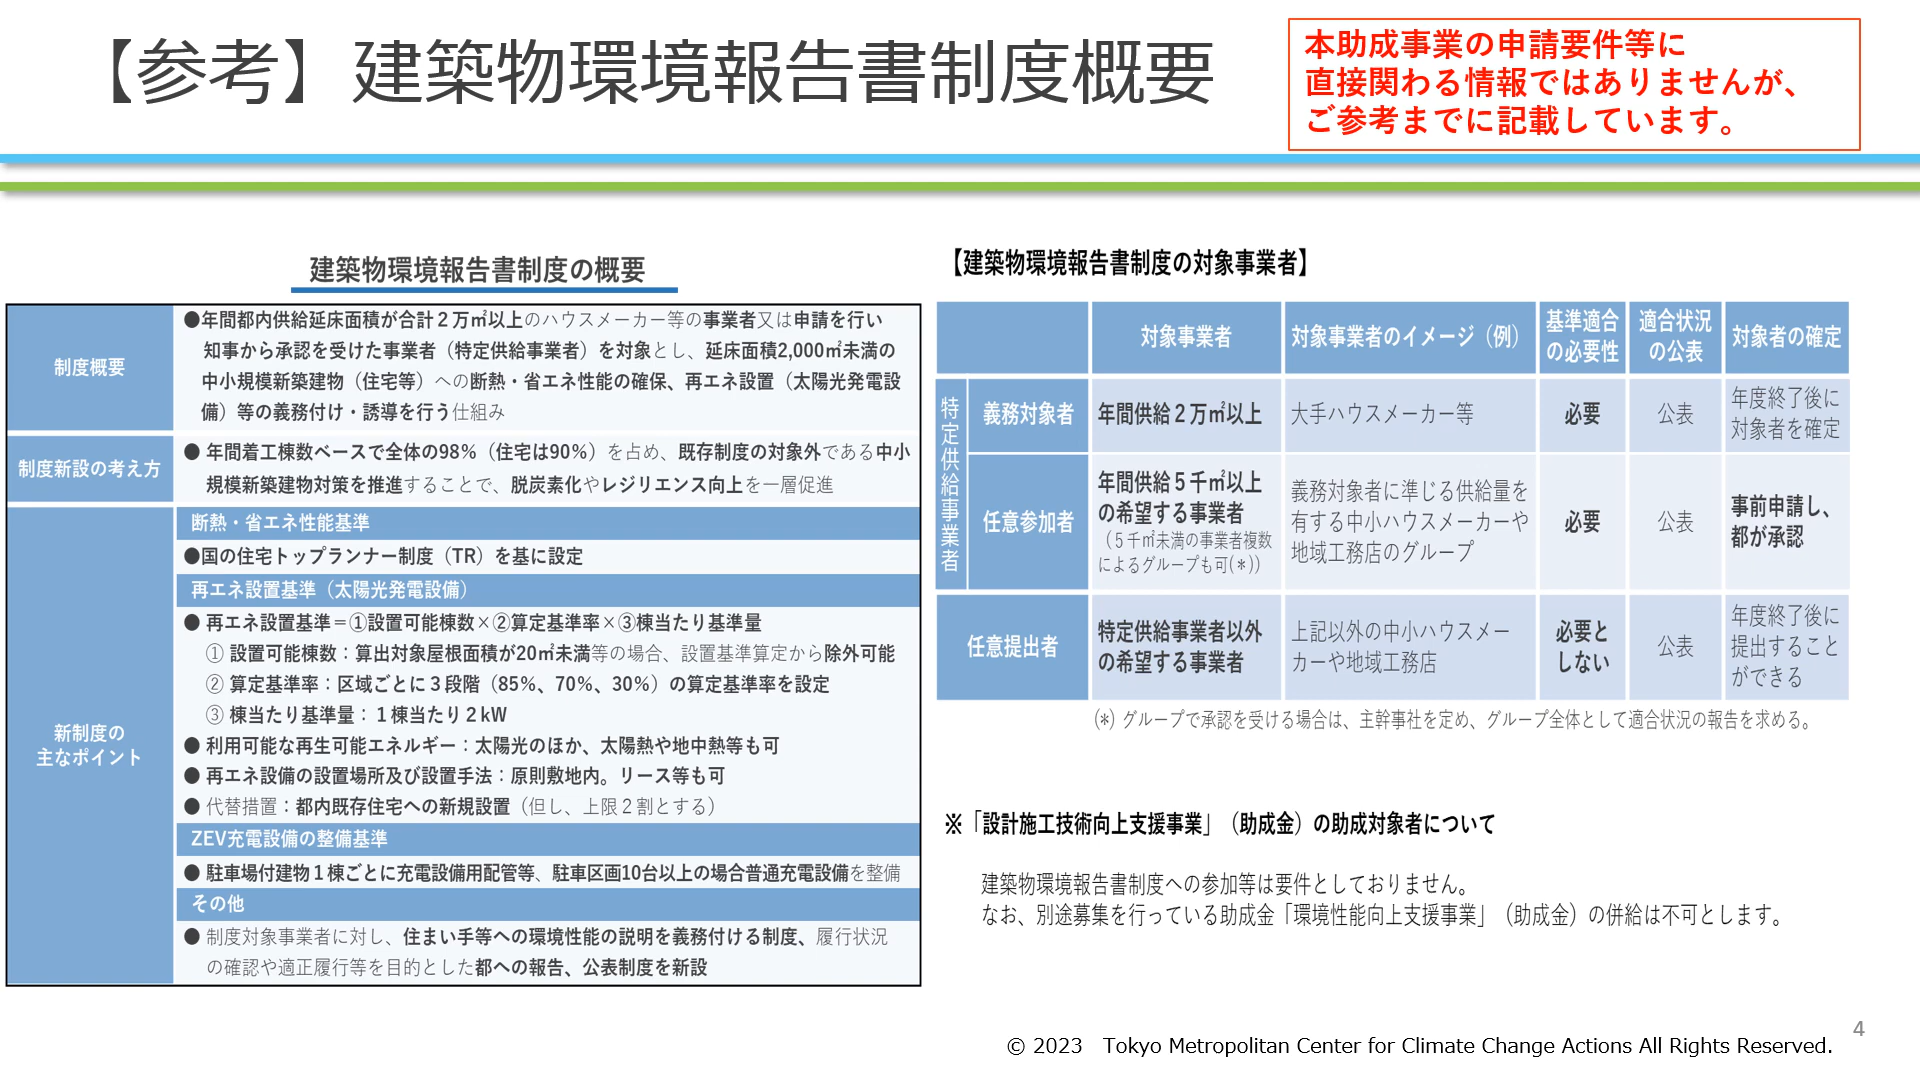 【参考】建築物環境報告書制度概要
本助成事業の申請要件等に
直接関わる情報ではありませんが、
ご参考までに記載しています。
建築物環境報告書制度の概要
制度概要
●年間都内供給延床面積が合計２万㎡以上のハウスメーカー等の事業者又は申請を行い
知事から承認を受けた事業者（特定供給事業者）を対象とし、延床面積2,000㎡未満の
中小規模新築建物（住宅等）への断熱・省エネ性能の確保、再エネ設置（太陽光発電設
備）等の義務付け・誘導を行う仕組み
制度新設の考え方
● 年間着工棟数ベースで全体の98%（住宅は90%）を占め、既存制度の対象外である中小
規模新築建物対策を推進することで、脱炭素化やレジリエンス向上を一層促進
新制度の
主なポイント
断熱・省エネ性能基準
●国の住宅トップランナー制度（TR）を基に設定
再エネ設置基準（太陽光発電設備）
● 再エネ設置基準＝①設置可能棟数×②算定基準率×③棟当たり基準量
① 設置可能棟数：算出対象屋根面積が20㎡未満等の場合、設置基準算定から除外可能
② 算定基準率：区域ごとに３段階（85%、70%、30%）の算定基準率を設定
③ 棟当たり基準量：１棟当たり２kW
● 利用可能な再生可能エネルギー：太陽光のほか、太陽熱や地中熱等も可
● 再エネ設備の設置場所及び設置手法：原則敷地内。リース等も可
● 代替措置：都内既存住宅への新規設置（但し、上限２割とする）
ZEV充電設備の整備基準
● 駐車場付建物１棟ごとに充電設備用配管等、駐車区画10台以上の場合普通充電設備を整備
その他
● 制度対象事業者に対し、住まい手等への環境性能の説明を義務付ける制度、履行状況
の確認や適正履行等を目的とした都への報告、公表制度を新設
【建築物環境報告書制度の対象事業者】
対象事業者
対象事業者のイメージ（例）
基準適合
の必要性
適合状況
の公表
対象者の確定
特定供給事業者
義務対象者
年間供給２万㎡以上
大手ハウスメーカー等
必要
公表
年度終了後に
対象者を確定
任意参加者
年間供給５千㎡以上
の希望する事業者
（５千㎡未満の事業者複数
によるグループも可(＊)）
義務対象者に準じる供給量を
有する中小ハウスメーカーや
地域工務店のグループ
必要
公表
事前申請し、
都が承認
任意提出者
特定供給事業者以外
の希望する事業者
上記以外の中小ハウスメー
カーや地域工務店
必要と
しない
公表
年度終了後に
提出すること
ができる
(＊) グループで承認を受ける場合は、主幹事社を定め、グループ全体として適合状況の報告を求める。
※「設計施工技術向上支援事業」（助成金）の助成対象者について
建築物環境報告書制度への参加等は要件としておりません。
なお、別途募集を行っている助成金「環境性能向上支援事業」（助成金）の併給は不可とします。
© 2023 Tokyo Metropolitan Center for Climate Change Actions All Rights Reserved.
4